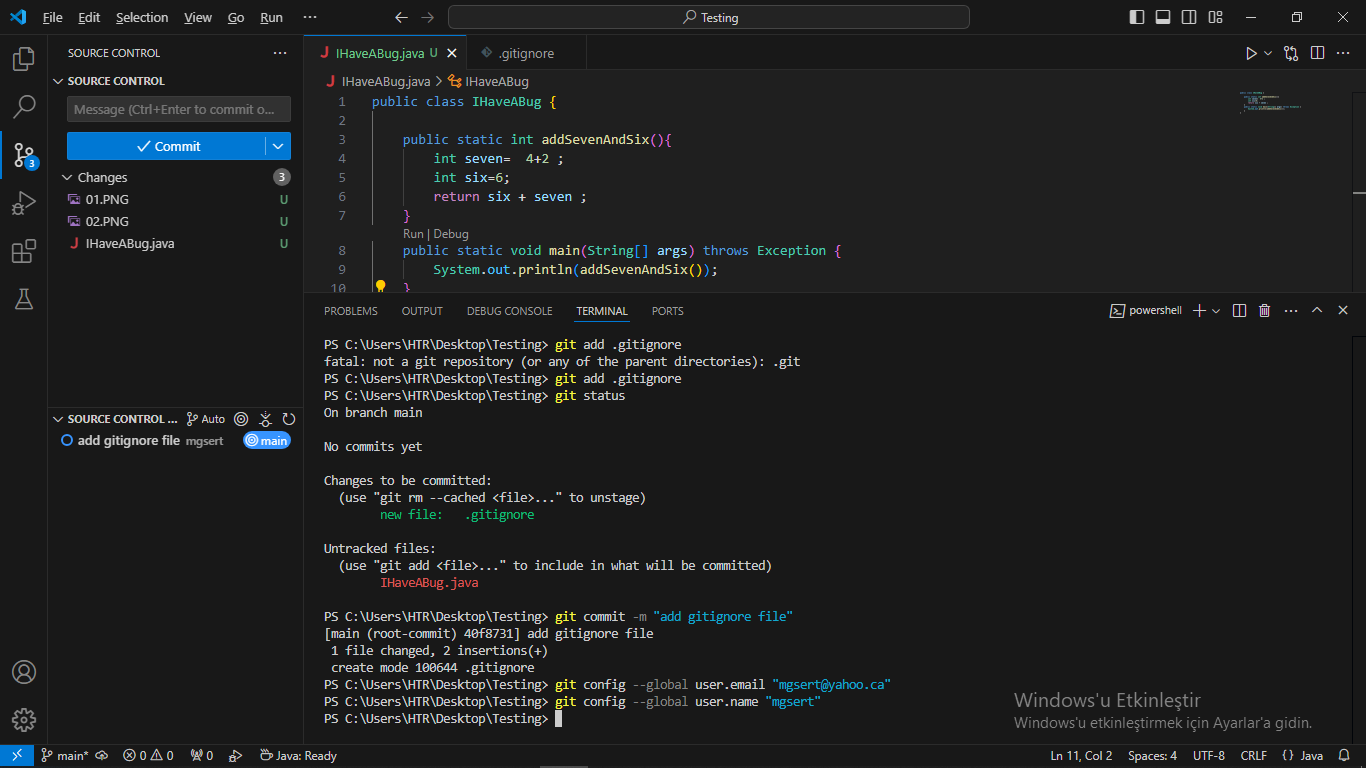 File Edit Selection View Go Run ··· Testing
SOURCE CONTROL ···
SOURCE CONTROL
Message (Ctrl+Enter to commit o...
Commit
Changes 3
01.PNG U
02.PNG U
IHaveABug.java U
3
SOURCE CONTROL ... Auto
add gitignore file mgsert main
IHaveABug.java U .gitignore
IHaveABug.java > IHaveABug
1 public class IHaveABug {
2
3 public static int addSevenAndSix(){
4 int seven=  4+2 ;
5 int six=6;
6 return six + seven ;
7 }
Run | Debug
8 public static void main(String[] args) throws Exception {
9 System.out.println(addSevenAndSix());
10 }
PROBLEMS OUTPUT DEBUG CONSOLE TERMINAL PORTS powershell
PS C:\Users\HTR\Desktop\Testing> git add .gitignore
fatal: not a git repository (or any of the parent directories): .git
PS C:\Users\HTR\Desktop\Testing> git add .gitignore
PS C:\Users\HTR\Desktop\Testing> git status
On branch main
No commits yet
Changes to be committed:
(use "git rm --cached <file>..." to unstage)
new file:   .gitignore
Untracked files:
(use "git add <file>..." to include in what will be committed)
IHaveABug.java
PS C:\Users\HTR\Desktop\Testing> git commit -m "add gitignore file"
[main (root-commit) 40f8731] add gitignore file
1 file changed, 2 insertions(+)
create mode 100644 .gitignore
PS C:\Users\HTR\Desktop\Testing> git config --global user.email "mgsert@yahoo.ca"
PS C:\Users\HTR\Desktop\Testing> git config --global user.name "mgsert"
PS C:\Users\HTR\Desktop\Testing>
Windows'u Etkinleştir
Windows'u etkinleştirmek için Ayarlar'a gidin.
main* 0 0 0 Java: Ready Ln 11, Col 2 Spaces: 4 UTF-8 CRLF {} Java